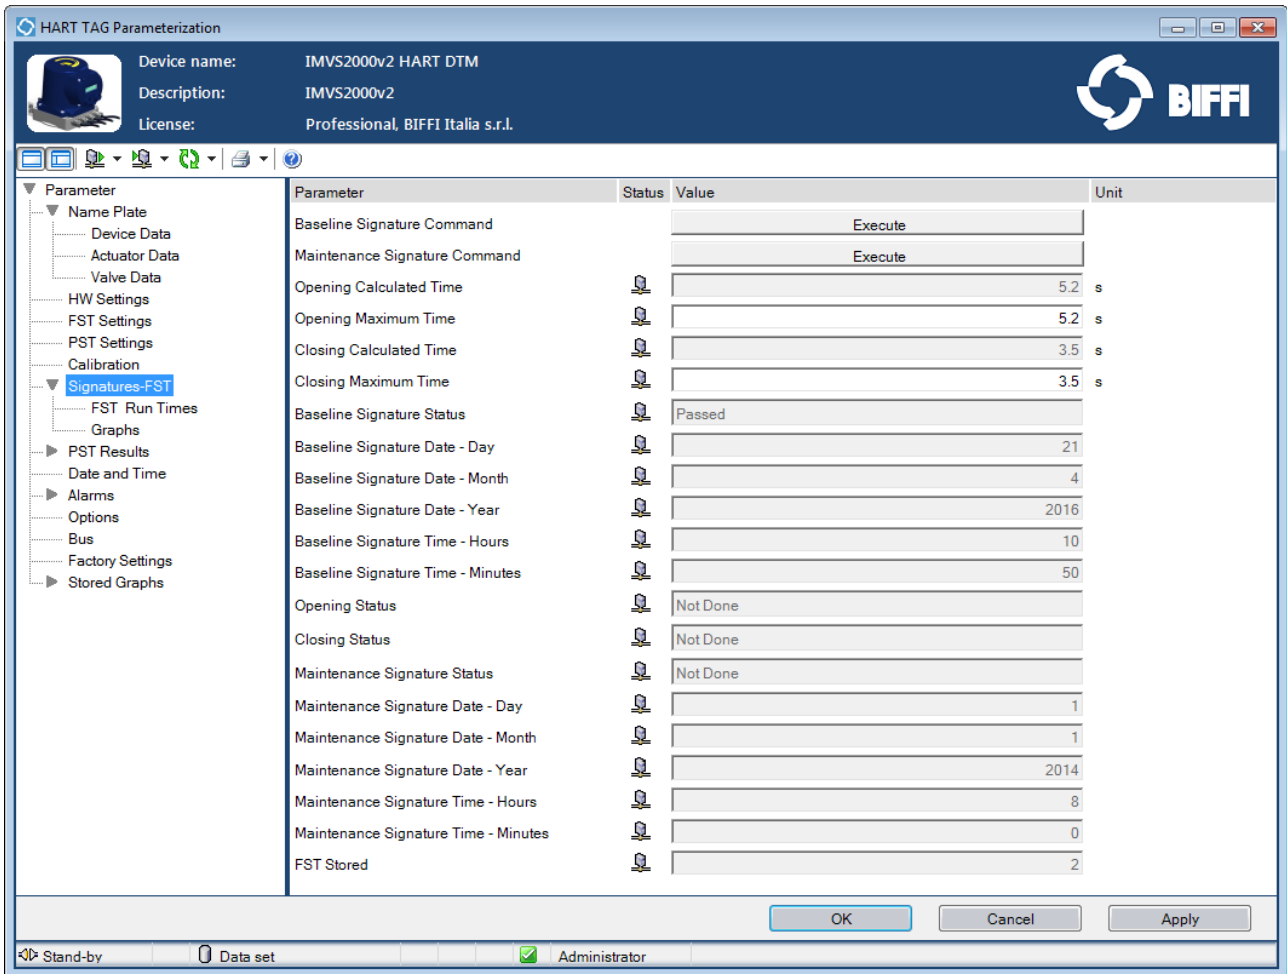 HART TAG Parameterization
Device name: IMVS2000v2 HART DTM
Description: IMVS2000v2
License: Professional, BIFFI Italia s.r.l.
BIFFI
Parameter
Name Plate
Device Data
Actuator Data
Valve Data
HW Settings
FST Settings
PST Settings
Calibration
Signatures-FST
FST Run Times
Graphs
PST Results
Date and Time
Alarms
Options
Bus
Factory Settings
Stored Graphs
Parameter Status Value Unit
Baseline Signature Command Execute
Maintenance Signature Command Execute
Opening Calculated Time 5.2 s
Opening Maximum Time 5.2 s
Closing Calculated Time 3.5 s
Closing Maximum Time 3.5 s
Baseline Signature Status Passed
Baseline Signature Date - Day 21
Baseline Signature Date - Month 4
Baseline Signature Date - Year 2016
Baseline Signature Time - Hours 10
Baseline Signature Time - Minutes 50
Opening Status Not Done
Closing Status Not Done
Maintenance Signature Status Not Done
Maintenance Signature Date - Day 1
Maintenance Signature Date - Month 1
Maintenance Signature Date - Year 2014
Maintenance Signature Time - Hours 8
Maintenance Signature Time - Minutes 0
FST Stored 2
OK Cancel Apply
Stand-by Data set Administrator